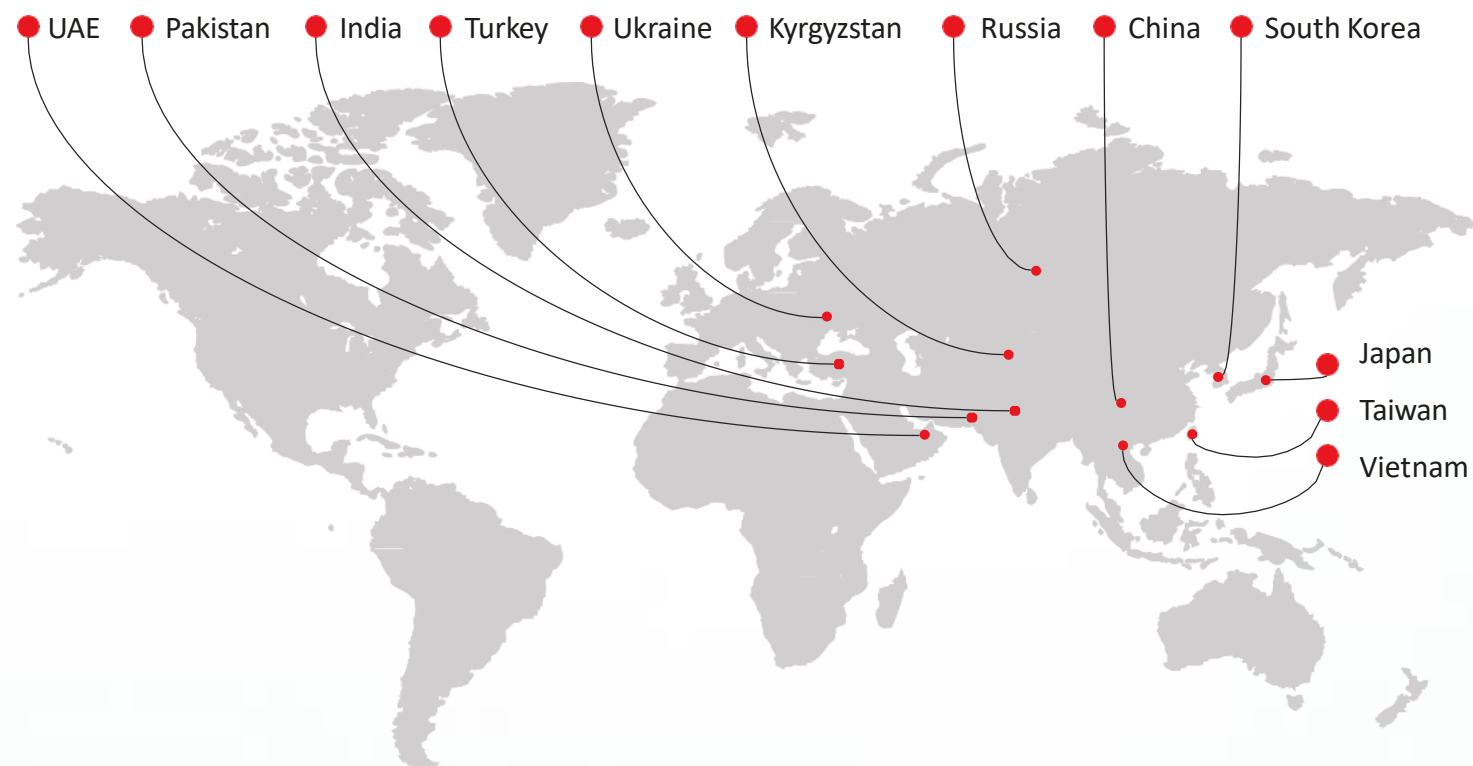 UAE
Pakistan
India
Turkey
Ukraine
Kyrgyzstan
Russia
China
South Korea
Japan
Taiwan
Vietnam